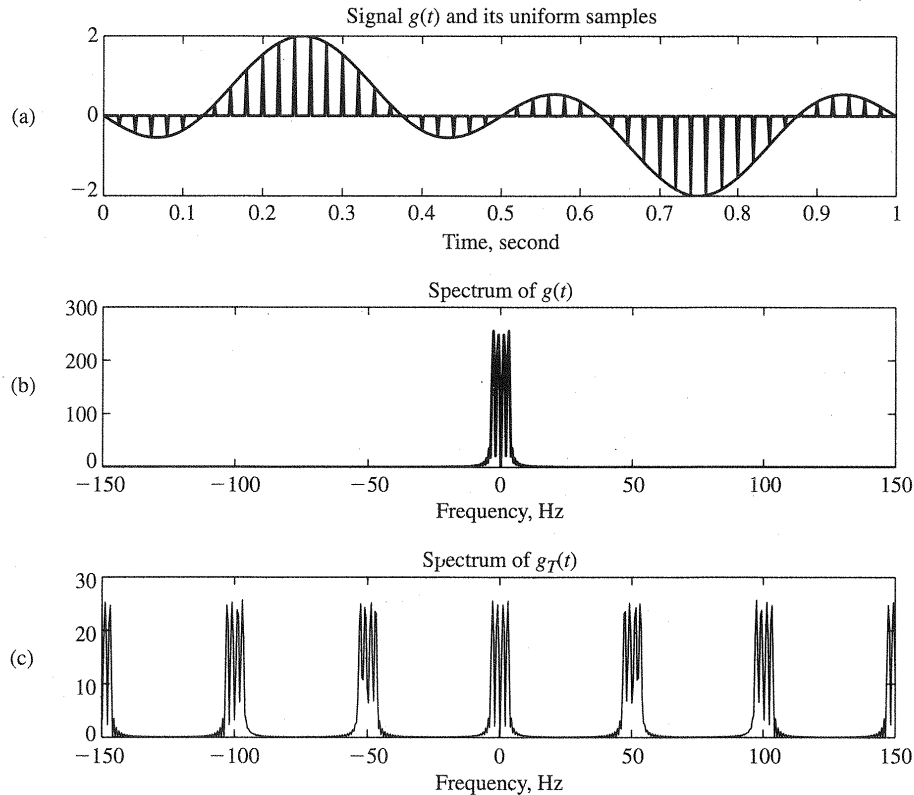 Signal g(t) and its uniform samples
(a)
2
0
−2
0 0.1 0.2 0.3 0.4 0.5 0.6 0.7 0.8 0.9 1
Time, second
Spectrum of g(t)
(b)
300
200
100
0
−150 −100 −50 0 50 100 150
Frequency, Hz
Spectrum of gT(t)
(c)
30
20
10
0
−150 −100 −50 0 50 100 150
Frequency, Hz